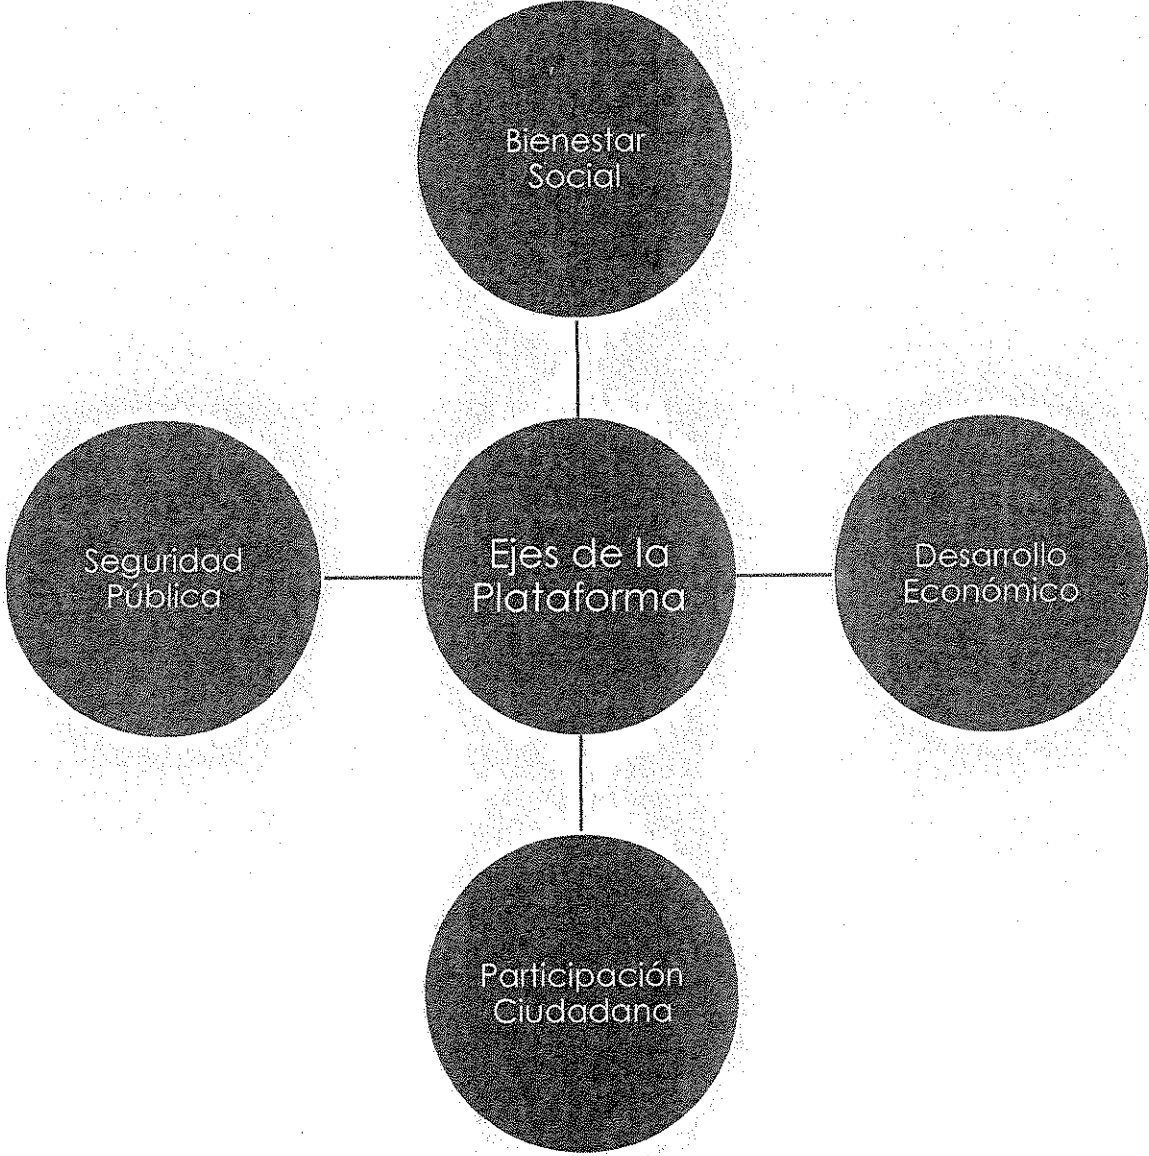 Bienestar
Social
Seguridad
Pública
Ejes de la
Plataforma
Desarrollo
Económico
Participación
Ciudadana